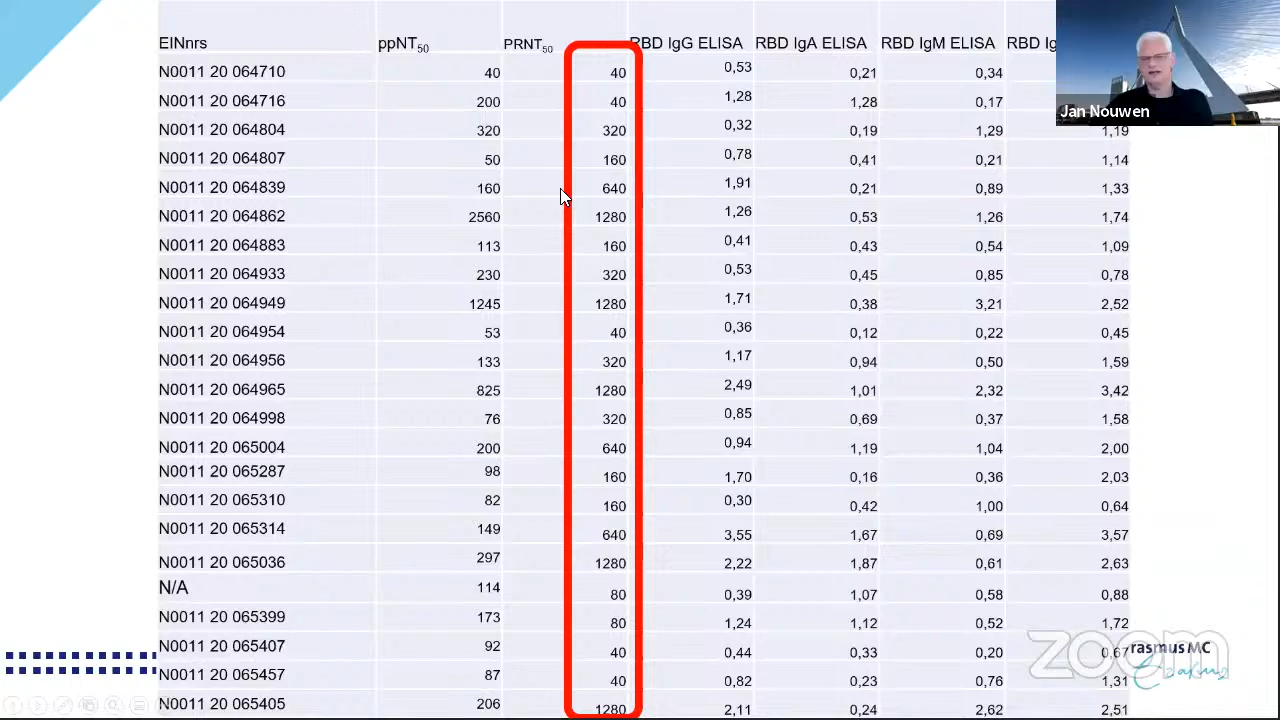 EINnrs ppNT50 PRNT50 RBD IgG ELISA RBD IgA ELISA RBD IgM ELISA RBD
Jan Nouwen
N0011 20 064710 40 40 0,53 0,21 0,34
N0011 20 064716 200 40 1,28 1,28 0,17
N0011 20 064804 320 320 0,32 0,19 1,29 1,19
N0011 20 064807 50 160 0,78 0,41 0,21 1,14
N0011 20 064839 160 640 1,91 0,21 0,89 1,33
N0011 20 064862 2560 1280 1,26 0,53 1,26 1,74
N0011 20 064883 113 160 0,41 0,43 0,54 1,09
N0011 20 064933 230 320 0,53 0,45 0,85 0,78
N0011 20 064949 1245 1280 1,71 0,38 3,21 2,52
N0011 20 064954 53 40 0,36 0,12 0,22 0,45
N0011 20 064956 133 320 1,17 0,94 0,50 1,59
N0011 20 064965 825 1280 2,49 1,01 2,32 3,42
N0011 20 064998 76 320 0,85 0,69 0,37 1,58
N0011 20 065004 200 640 0,94 1,19 1,04 2,00
N0011 20 065287 98 160 1,70 0,16 0,36 2,03
N0011 20 065310 82 160 0,30 0,42 1,00 0,64
N0011 20 065314 149 640 3,55 1,67 0,69 3,57
N0011 20 065036 297 1280 2,22 1,87 0,61 2,63
N/A 114 80 0,39 1,07 0,58 0,88
N0011 20 065399 173 80 1,24 1,12 0,52 1,72
N0011 20 065407 92 40 0,44 0,33 0,20 0,67
N0011 20 065457 87 40 0,82 0,23 0,76 1,31
N0011 20 065405 206 1280 2,11 0,24 2,62 2,51
zoom
rasmus MC
Erasmus